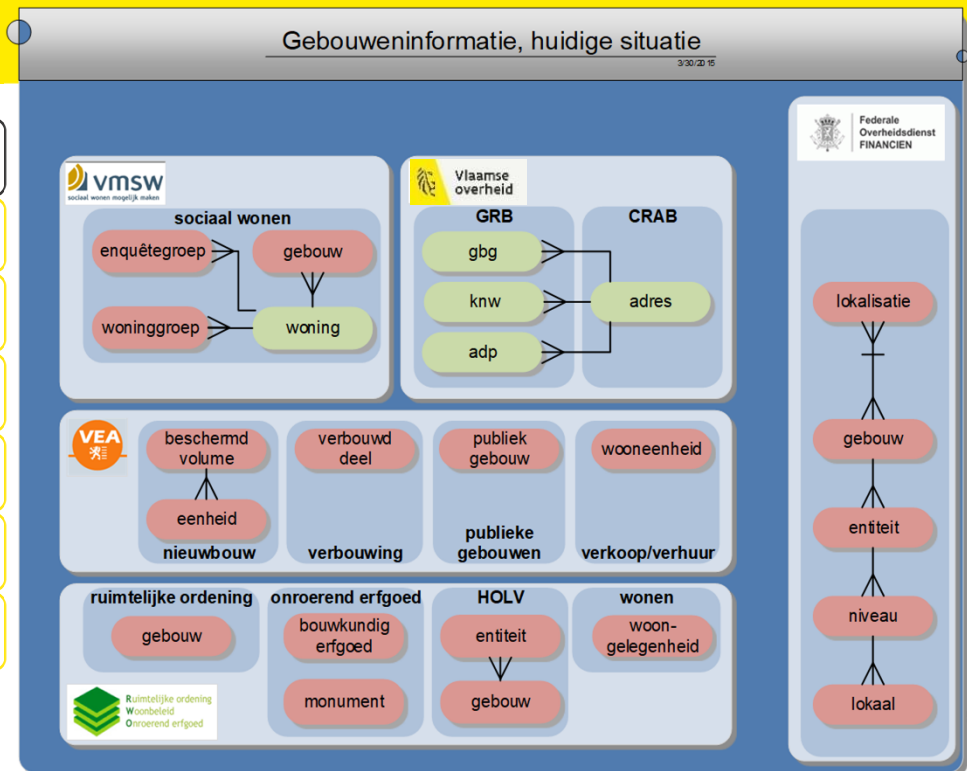 Gebouweninformatie, huidige situatie
3/30/2015
vmsw
sociaal wonen mogelijk maken
sociaal wonen
enquêtegroep
gebouw
woninggroep
woning
Vlaamse
overheid
GRB
CRAB
gbg
knw
adres
adp
Federale
Overheidsdienst
FINANCIEN
lokalisatie
gebouw
entiteit
niveau
lokaal
VEA
beschermd
volume
eenheid
nieuwbouw
verbouwd
deel
verbouwing
publiek
gebouw
publieke
gebouwen
wooneenheid
verkoop/verhuur
ruimtelijke ordening
gebouw
onroerend erfgoed
bouwkundig
erfgoed
monument
HOLV
entiteit
gebouw
wonen
woon-
gelegenheid
Ruimtelijke ordening
Woonbeleid
Onroerend erfgoed